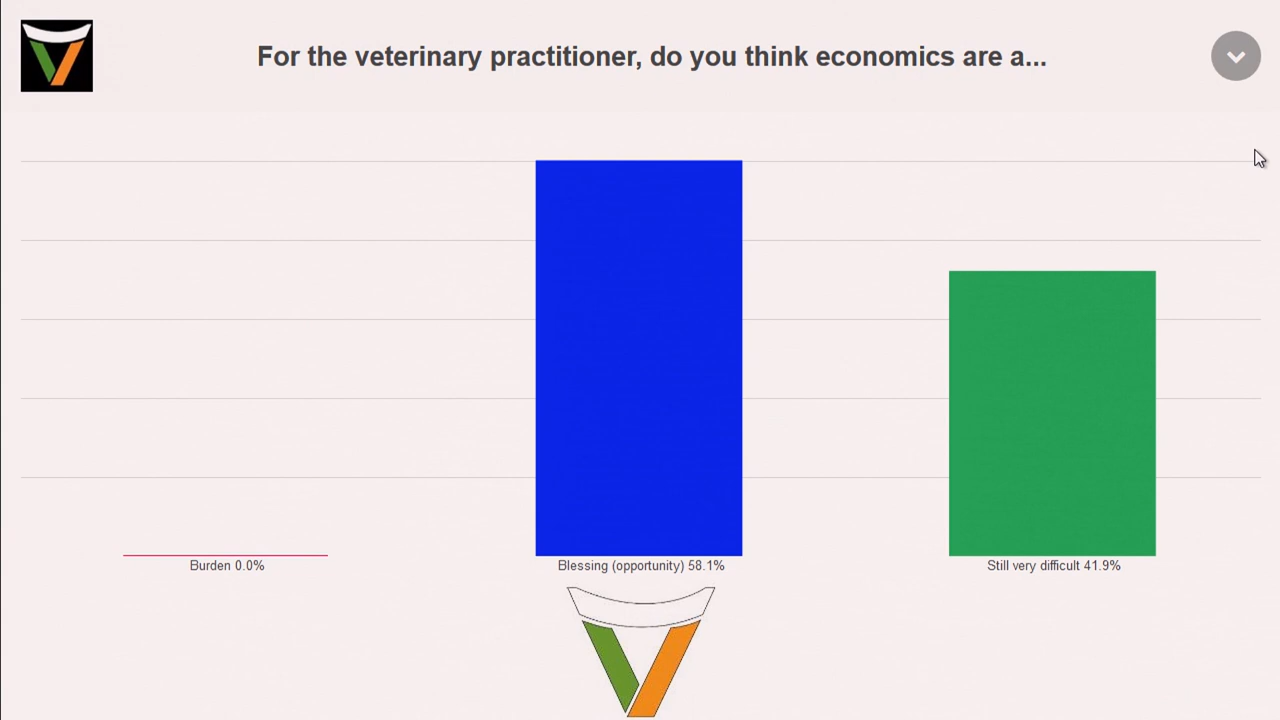 For the veterinary practitioner, do you think economics are a...
Burden 0.0%
Blessing (opportunity) 58.1%
Still very difficult 41.9%